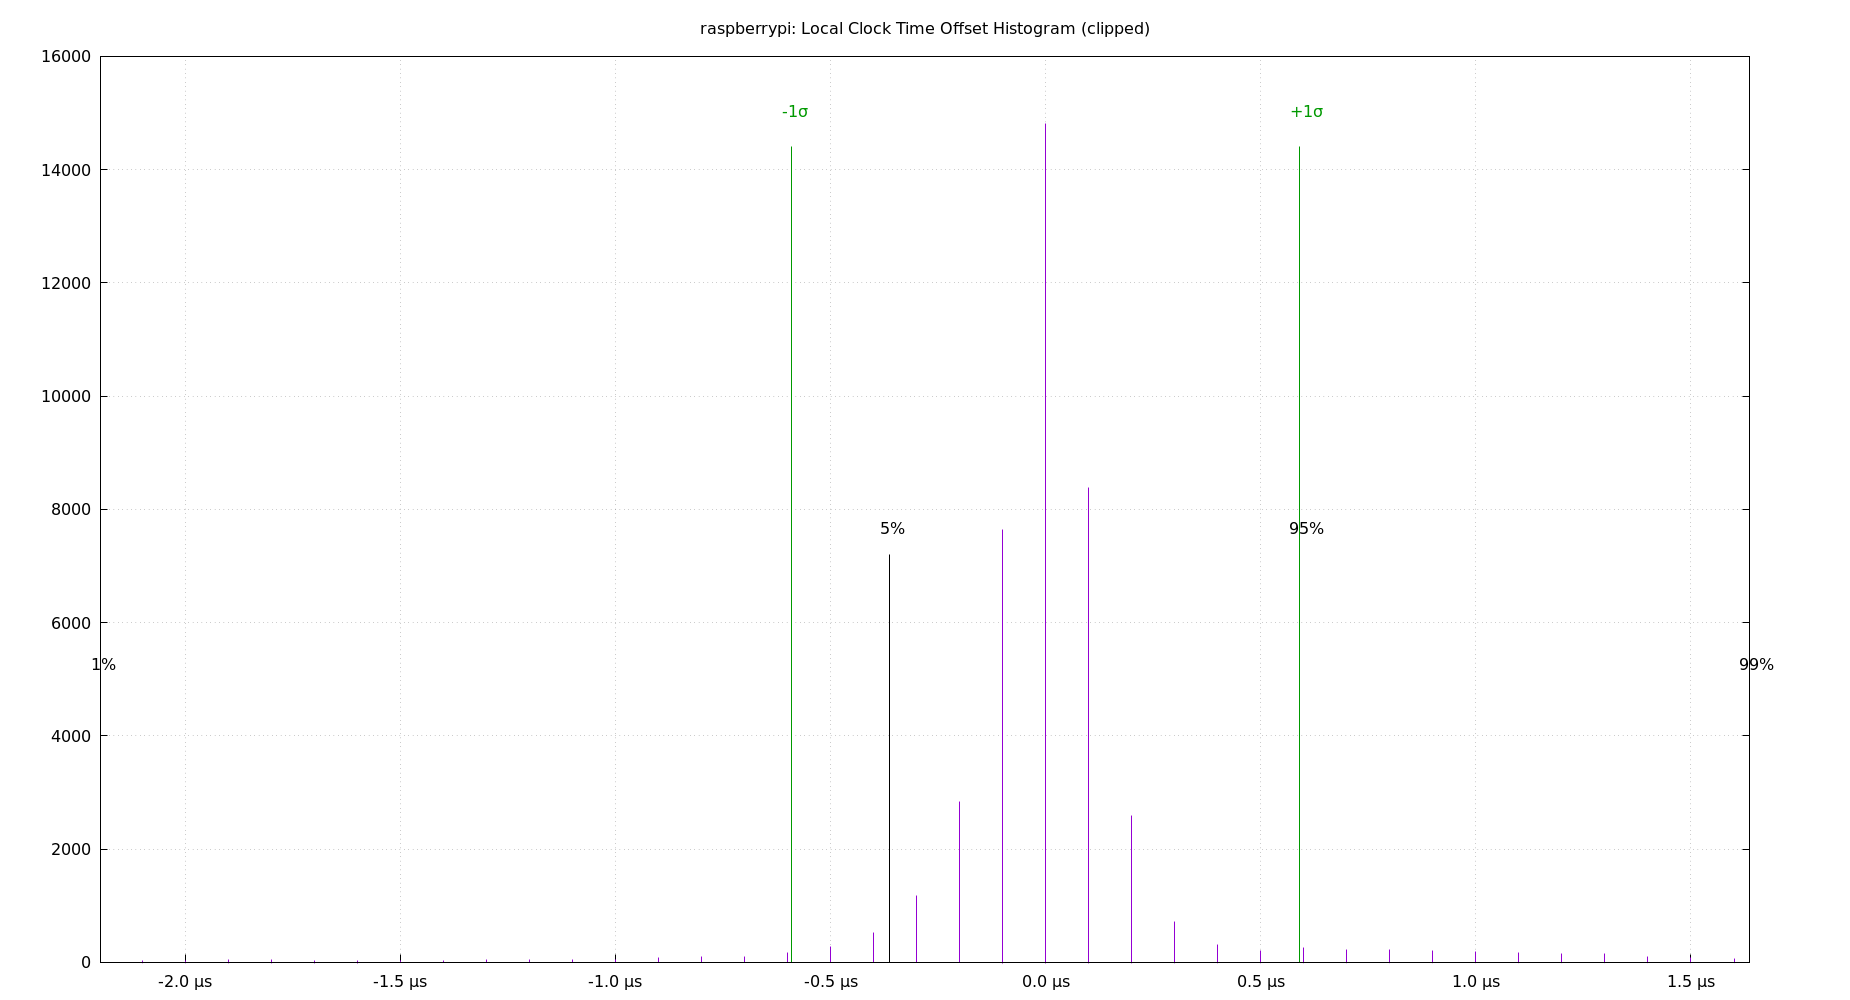 raspberrypi: Local Clock Time Offset Histogram (clipped)
16000
-1σ
+1σ
14000
12000
10000
8000
5%
95%
6000
1%
99%
4000
2000
0
-2.0 µs
-1.5 µs
-1.0 µs
-0.5 µs
0.0 µs
0.5 µs
1.0 µs
1.5 µs